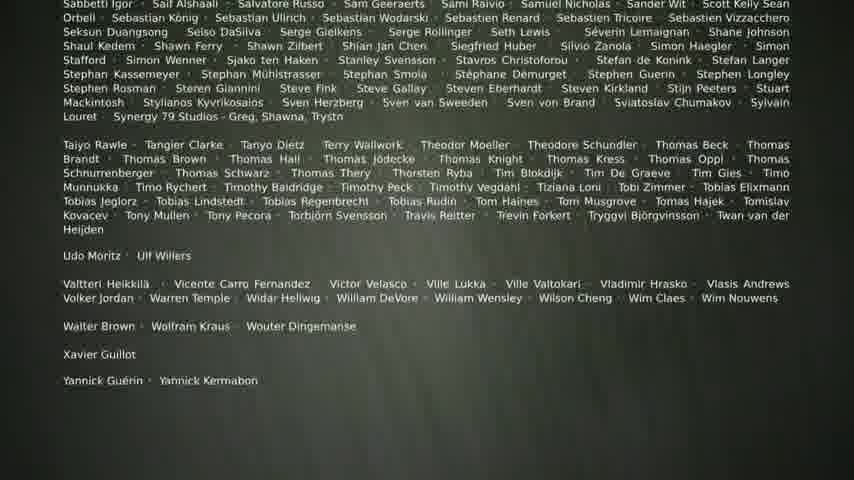 Sabbetti Igor · Saif Alshaali · Salvatore Russo · Sam Geeraerts · Sami Raivio · Samuel Nicholas · Sander Wit · Scott Kelly Sean
Orbell · Sebastian König · Sebastian Ullrich · Sebastian Wodarski · Sebastien Renard · Sebastien Tricoire · Sebastien Vizzacchero
Seksun Duangsong · Selso DaSilva · Serge Gielkens · Serge Rollinger · Seth Lewis · Séverin Lemaignan · Shane Johnson
Shaul Kedem · Shawn Ferry · Shawn Zilbert · Shian Jan Chen · Siegfried Huber · Silvio Zanola · Simon Haegler · Simon
Stafford · Simon Wenner · Sjako ten Haken · Stanley Svensson · Stavros Christoforou · Stefan de Konink · Stefan Langer
Stephan Kassemeyer · Stephan Mühlstrasser · Stephan Smola · Stéphane Démurget · Stephen Guerin · Stephen Longley
Stephen Rosman · Steren Giannini · Steve Fink · Steve Gallay · Steven Eberhardt · Steven Kirkland · Stijn Peeters · Stuart
Mackintosh · Stylianos Kyvrikosaios · Sven Herzberg · Sven van Sweeden · Sven von Brand · Sviatoslav Chumakov · Sylvain
Louret · Synergy 79 Studios - Greg, Shawna, Trystn
Taiyo Rawle · Tangier Clarke · Tanyo Dietz · Terry Wallwork · Theodor Moeller · Theodore Schundler · Thomas Beck · Thomas
Brandt · Thomas Brown · Thomas Hall · Thomas Jödecke · Thomas Knight · Thomas Kress · Thomas Oppl · Thomas
Schnurrenberger · Thomas Schwarz · Thomas Thery · Thorsten Ryba · Tim Blokdijk · Tim De Graeve · Tim Gies · Timo
Munnukka · Timo Rychert · Timothy Baldridge · Timothy Peck · Timothy Vegdahl · Tiziana Loni · Tobi Zimmer · Tobias Elixmann
Tobias Jeglorz · Tobias Lindstedt · Tobias Regenbrecht · Tobias Rudin · Tom Haines · Tom Musgrove · Tomas Hajek · Tomislav
Kovacev · Tony Mullen · Tony Pecora · Torbjörn Svensson · Travis Reitter · Trevin Forkert · Tryggvi Björgvinsson · Twan van der
Heijden
Udo Moritz · Ulf Willers
Valtteri Heikkilä · Vicente Carro Fernandez · Victor Velasco · Ville Lukka · Ville Valtokari · Vladimir Hrasko · Vlasis Andrews
Volker Jordan · Warren Temple · Widar Hellwig · William DeVore · William Wensley · Wilson Cheng · Wim Claes · Wim Nouwens
Walter Brown · Wolfram Kraus · Wouter Dingemanse
Xavier Guillot
Yannick Guérin · Yannick Kermabon